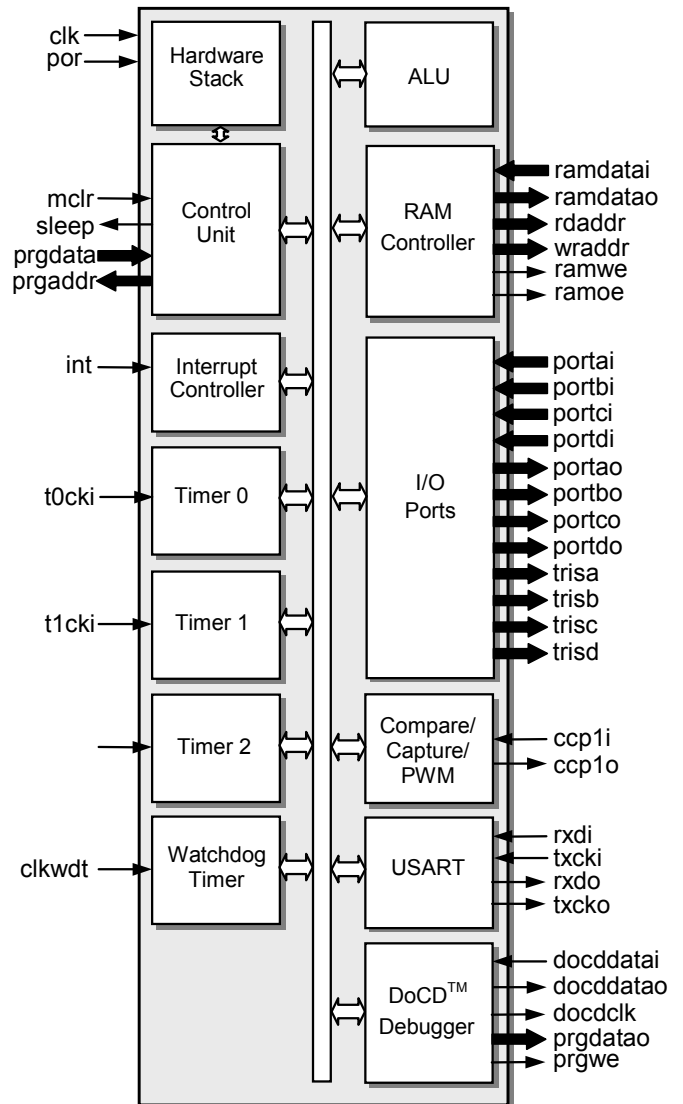 clk
por
Hardware
Stack
ALU
mclr
sleep
prgdata
prgaddr
Control
Unit
RAM
Controller
ramdatai
ramdatao
rdaddr
wraddr
ramwe
ramoe
int
Interrupt
Controller
t0cki
Timer 0
t1cki
Timer 1
Timer 2
clkwdt
Watchdog
Timer
I/O
Ports
portai
portbi
portci
portdi
portao
portbo
portco
portdo
trisa
trisb
trisc
trisd
Compare/
Capture/
PWM
ccp1i
ccp1o
USART
rxdi
txcki
rxdo
txcko
DoCD™
Debugger
docddatai
docddatao
docdclk
prgdatao
prgwe